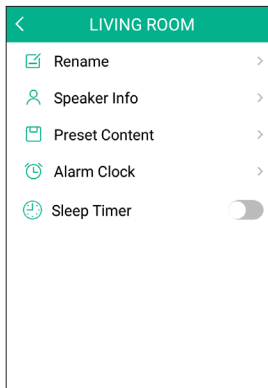 LIVING ROOM
Rename
Speaker Info
Preset Content
Alarm Clock
Sleep Timer